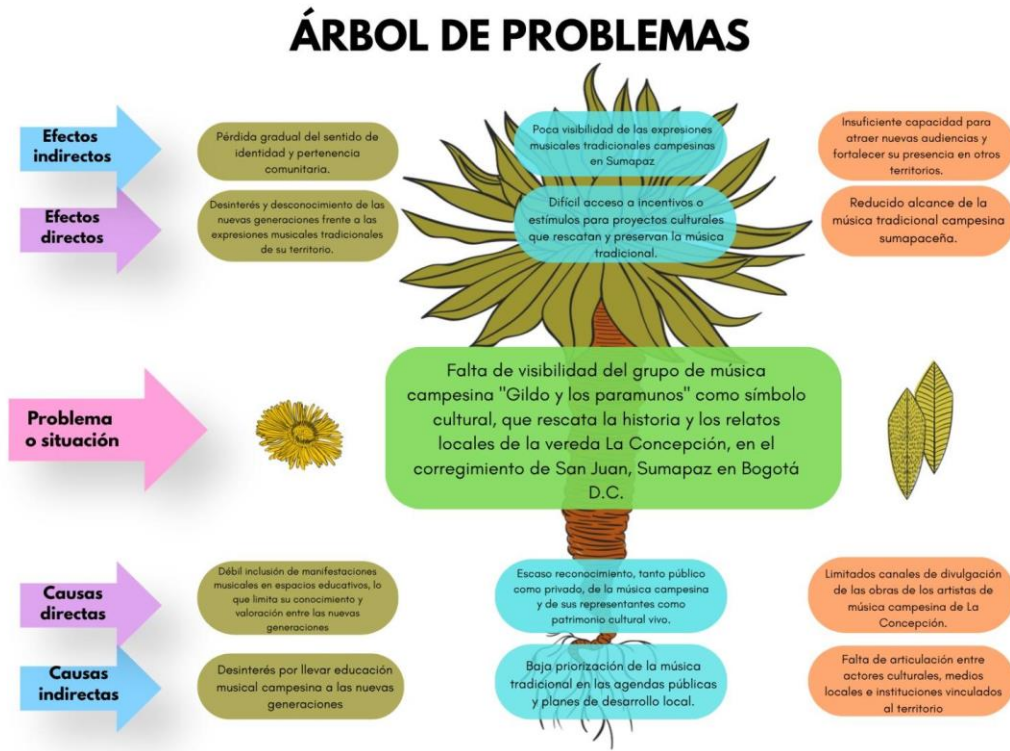 ÁRBOL DE PROBLEMAS
Efectos
indirectos
Pérdida gradual del sentido de
identidad y pertenencia
comunitaria.
Poca visibilidad de las expresiones
musicales tradicionales campesinas
en Sumapaz
Insuficiente capacidad para
atraer nuevas audiencias y
fortalecer su presencia en otros
territorios.
Efectos
directos
Desinterés y desconocimiento de las
nuevas generaciones frente a las
expresiones musicales tradicionales
de su territorio.
Difícil acceso a incentivos o
estímulos para proyectos culturales
que rescatan y preservan la música
tradicional.
Reducido alcance de la
música tradicional campesina
sumapaceña.
Problema
o situación
Falta de visibilidad del grupo de música
campesina "Gildo y los paramunos" como símbolo
cultural, que rescata la historia y los relatos
locales de la vereda La Concepción, en el
corregimiento de San Juan, Sumapaz en Bogotá
D.C.
Causas
directas
Débil inclusión de manifestaciones
musicales en espacios educativos, lo
que limita su conocimiento y
valoración entre las nuevas
generaciones
Escaso reconocimiento, tanto público
como privado, de la música campesina
y de sus representantes como
patrimonio cultural vivo.
Limitados canales de divulgación
de las obras de los artistas de
música campesina de La
Concepción.
Causas
indirectas
Desinterés por llevar educación
musical campesina a las nuevas
generaciones
Baja priorización de la música
tradicional en las agendas públicas
y planes de desarrollo local.
Falta de articulación entre
actores culturales, medios
locales e instituciones vinculados
al territorio